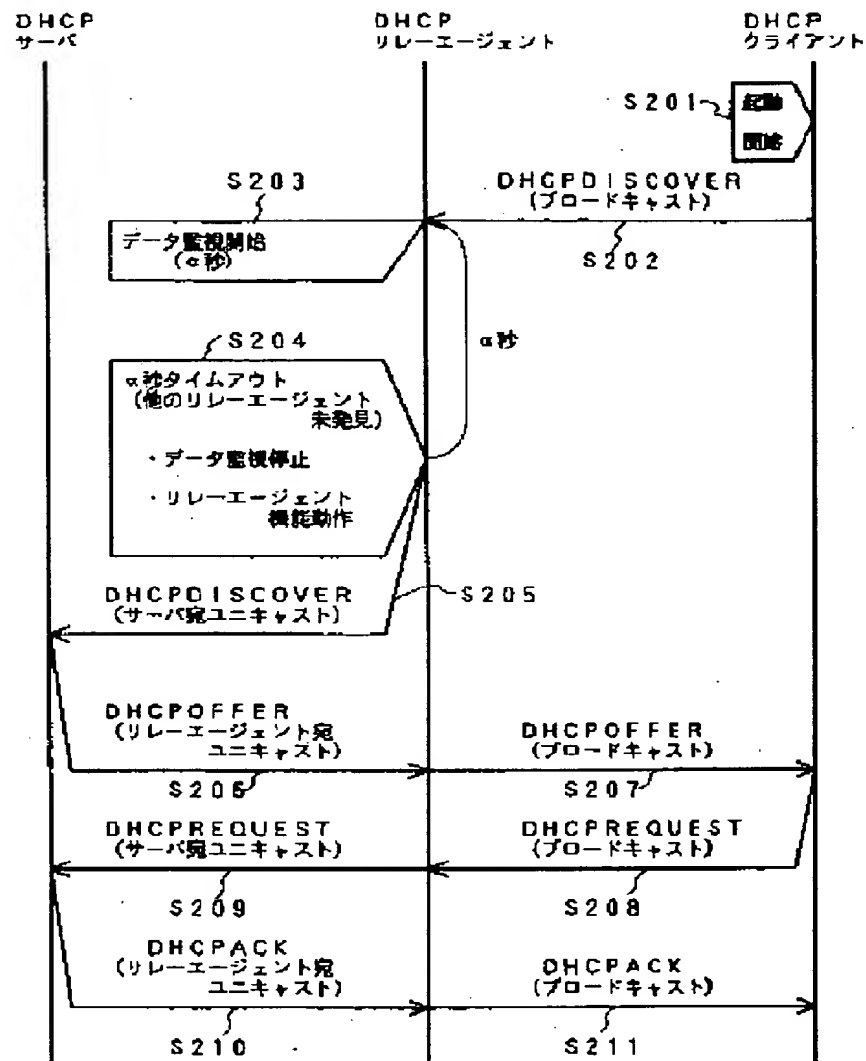 DHCP
サーバ
DHCP
リレーエージェント
DHCP
クライアント
S201
起動
開始
S203
DHCPDISCOVER
(ブロードキャスト)
データ監視開始
(α秒)
S202
S204
α秒
α秒タイムアウト
(他のリレーエージェント
未発見)
・データ監視停止
・リレーエージェント
機能動作
DHCPDISCOVER
(サーバ宛ユニキャスト)
S205
DHCPOFFER
(リレーエージェント宛
ユニキャスト)
DHCPOFFER
(ブロードキャスト)
S206
S207
DHCPREQUEST
(サーバ宛ユニキャスト)
DHCPREQUEST
(ブロードキャスト)
S209
S208
DHCPACK
(リレーエージェント宛
ユニキャスト)
DHCPACK
(ブロードキャスト)
S210
S211